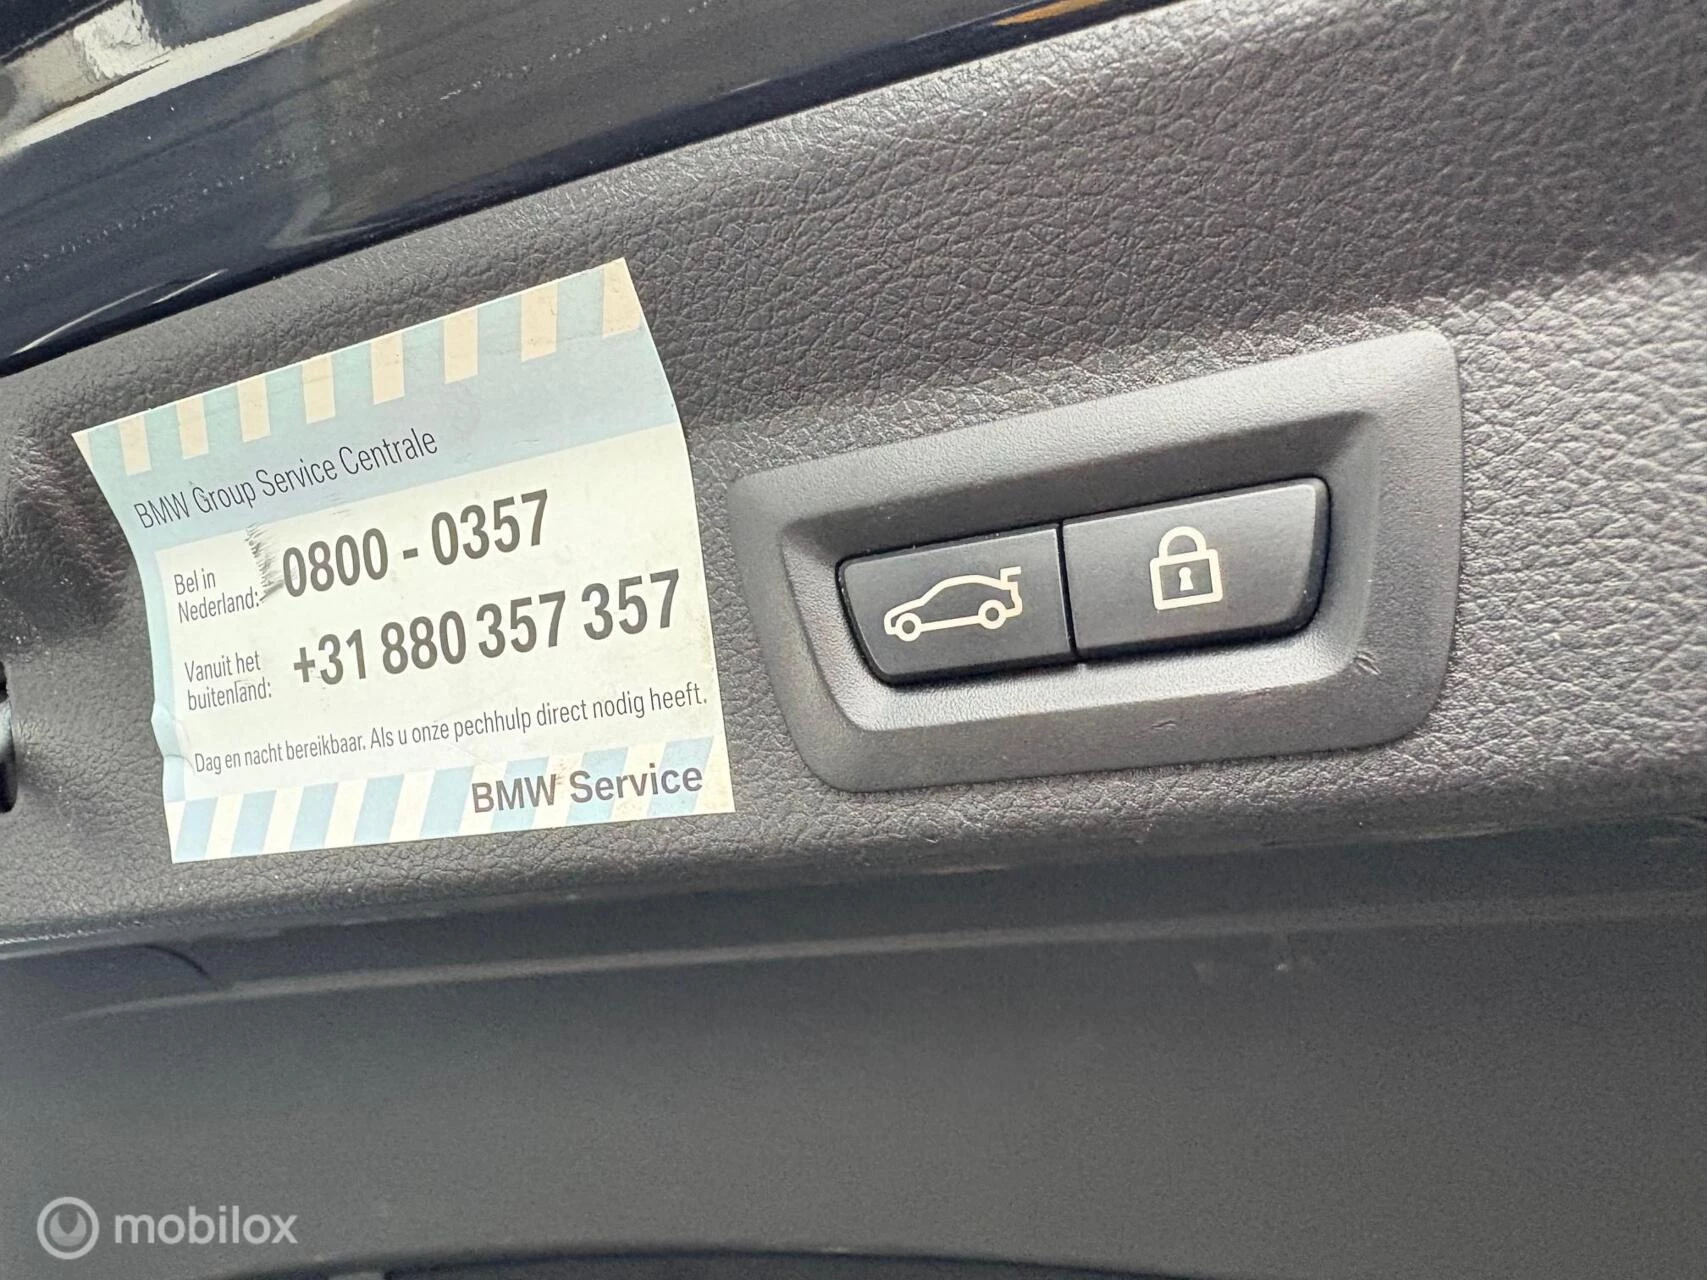 BMW Group Service Centrale
Bel in
Nederland:
0800 - 0357
Vanuit het
buitenland:
+31 880 357 357
Dag en nacht bereikbaar. Als u onze pechhulp direct nodig heeft.
BMW Service
mobilox